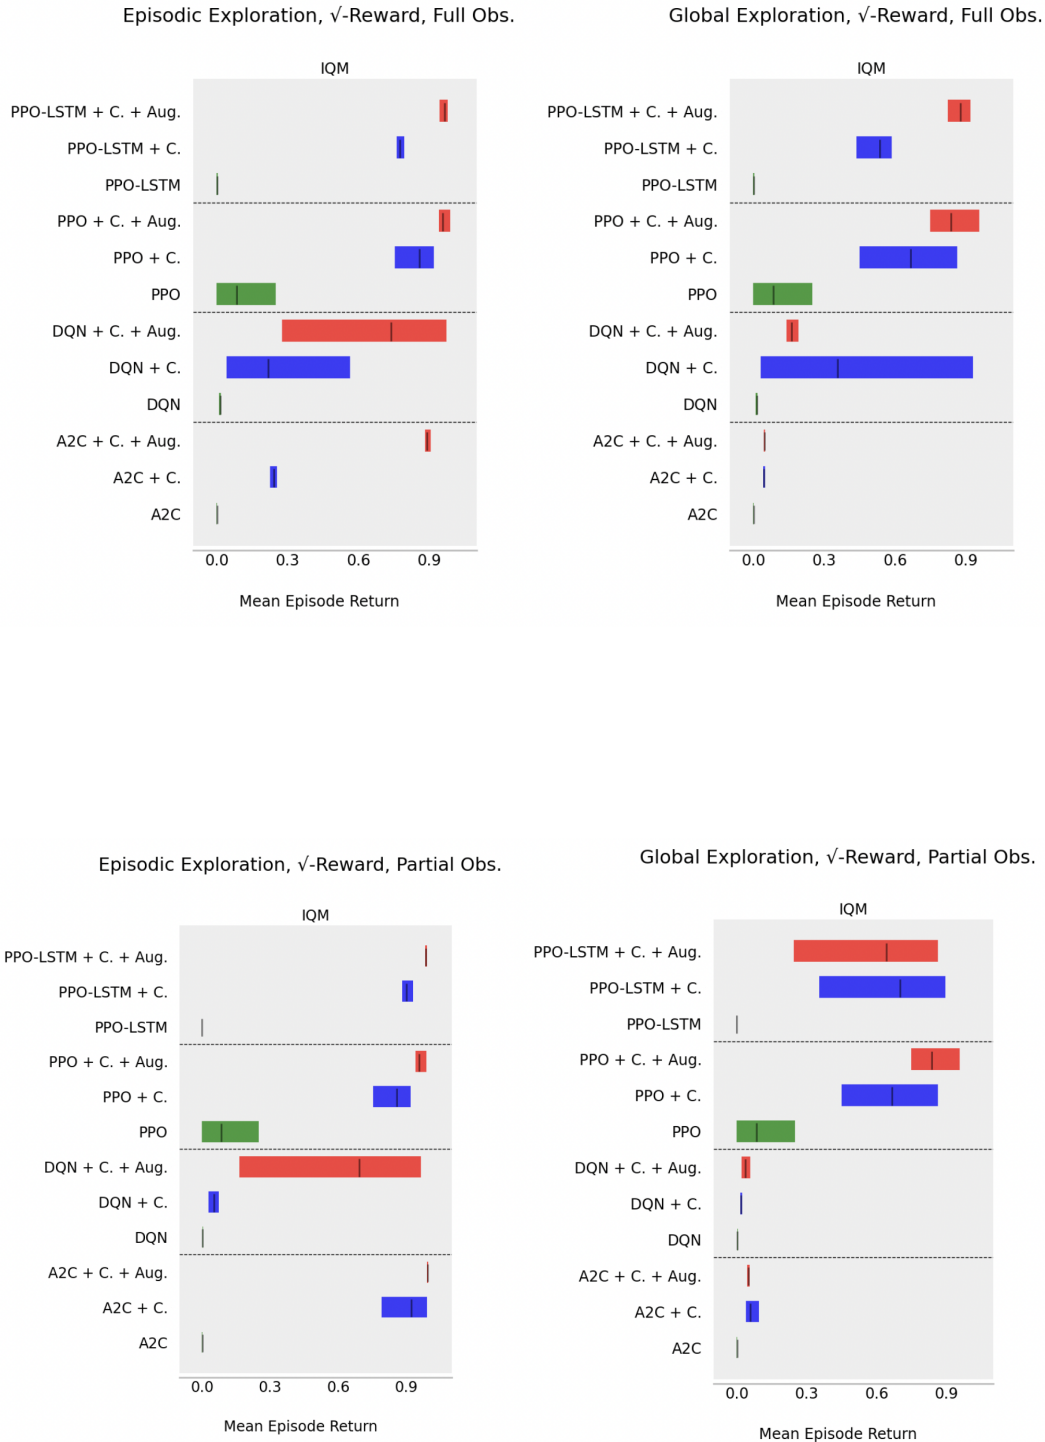 Episodic Exploration, √-Reward, Full Obs.
IQM
PPO-LSTM + C. + Aug.
PPO-LSTM + C.
PPO-LSTM
PPO + C. + Aug.
PPO + C.
PPO
DQN + C. + Aug.
DQN + C.
DQN
A2C + C. + Aug.
A2C + C.
A2C
0.0 0.3 0.6 0.9
Mean Episode Return
Global Exploration, √-Reward, Full Obs.
IQM
PPO-LSTM + C. + Aug.
PPO-LSTM + C.
PPO-LSTM
PPO + C. + Aug.
PPO + C.
PPO
DQN + C. + Aug.
DQN + C.
DQN
A2C + C. + Aug.
A2C + C.
A2C
0.0 0.3 0.6 0.9
Mean Episode Return
Episodic Exploration, √-Reward, Partial Obs.
IQM
PPO-LSTM + C. + Aug.
PPO-LSTM + C.
PPO-LSTM
PPO + C. + Aug.
PPO + C.
PPO
DQN + C. + Aug.
DQN + C.
DQN
A2C + C. + Aug.
A2C + C.
A2C
0.0 0.3 0.6 0.9
Mean Episode Return
Global Exploration, √-Reward, Partial Obs.
IQM
PPO-LSTM + C. + Aug.
PPO-LSTM + C.
PPO-LSTM
PPO + C. + Aug.
PPO + C.
PPO
DQN + C. + Aug.
DQN + C.
DQN
A2C + C. + Aug.
A2C + C.
A2C
0.0 0.3 0.6 0.9
Mean Episode Return